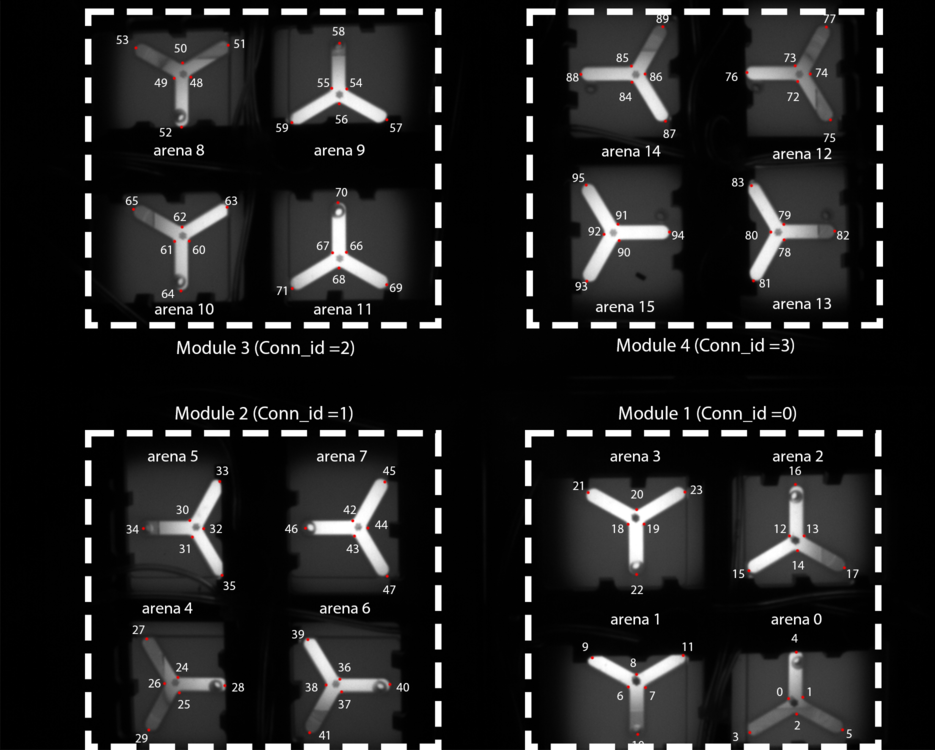 58 89 77
53 50 51
85 73
55 54 88 86 76 74
49 48
84 72
56
52 59 57 87 75
arena 8 arena 9 arena 14 arena 12
95 83
65 63 70
62 91 79
67 66 92 94 80 82
61 60
90 78
68
64 71 69 93 81
arena 10 arena 11 arena 15 arena 13
Module 3 (Conn_id =2) Module 4 (Conn_id =3)
Module 2 (Conn_id =1) Module 1 (Conn_id =0)
arena 5 arena 7 arena 3 arena 2
33 45 16
21 20 23
30 42
34 32 46 44 18 19 12 13
31 43
14
35 47 22 15 17
arena 4 arena 6 arena 1 arena 0
27 39 4
9 8 11
24 36
26 28 38 40 6 7 0 1
25 37
2
29 41 3 5